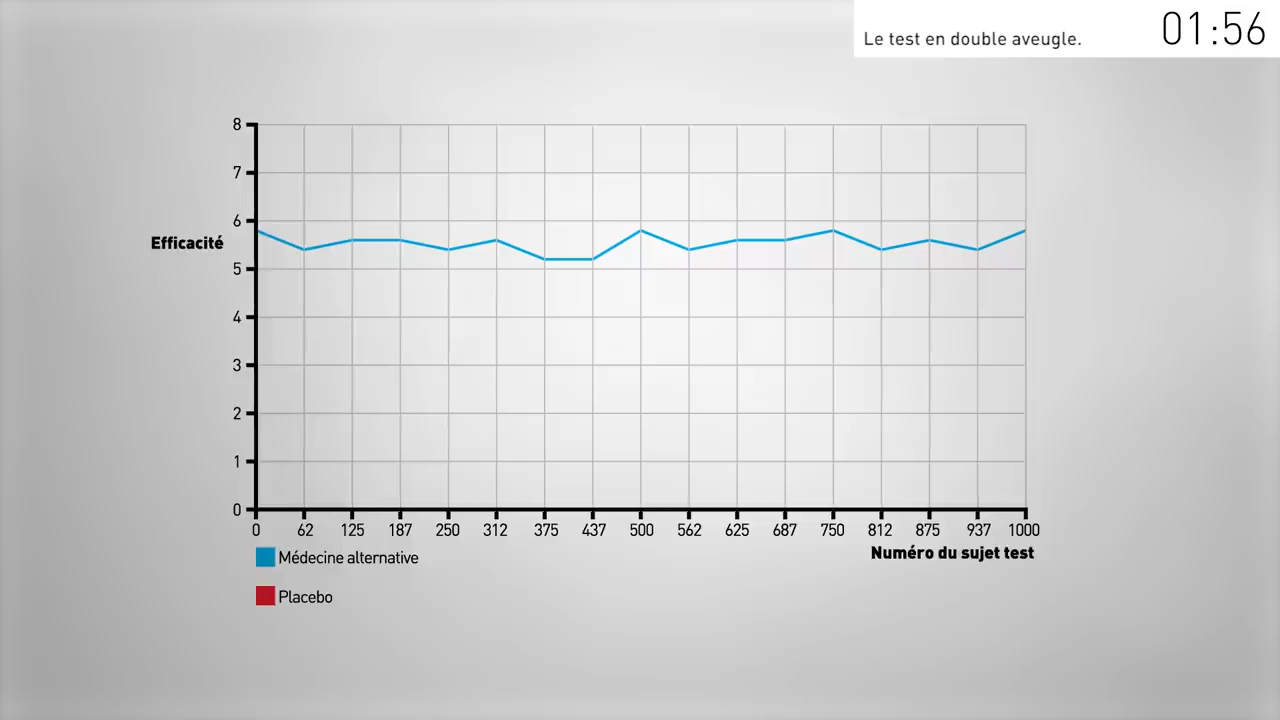 Le test en double aveugle.
01:56
8
7
6
Efficacité
5
4
3
2
1
0
0 62 125 187 250 312 375 437 500 562 625 687 750 812 875 937 1000
Numéro du sujet test
Médecine alternative
Placebo